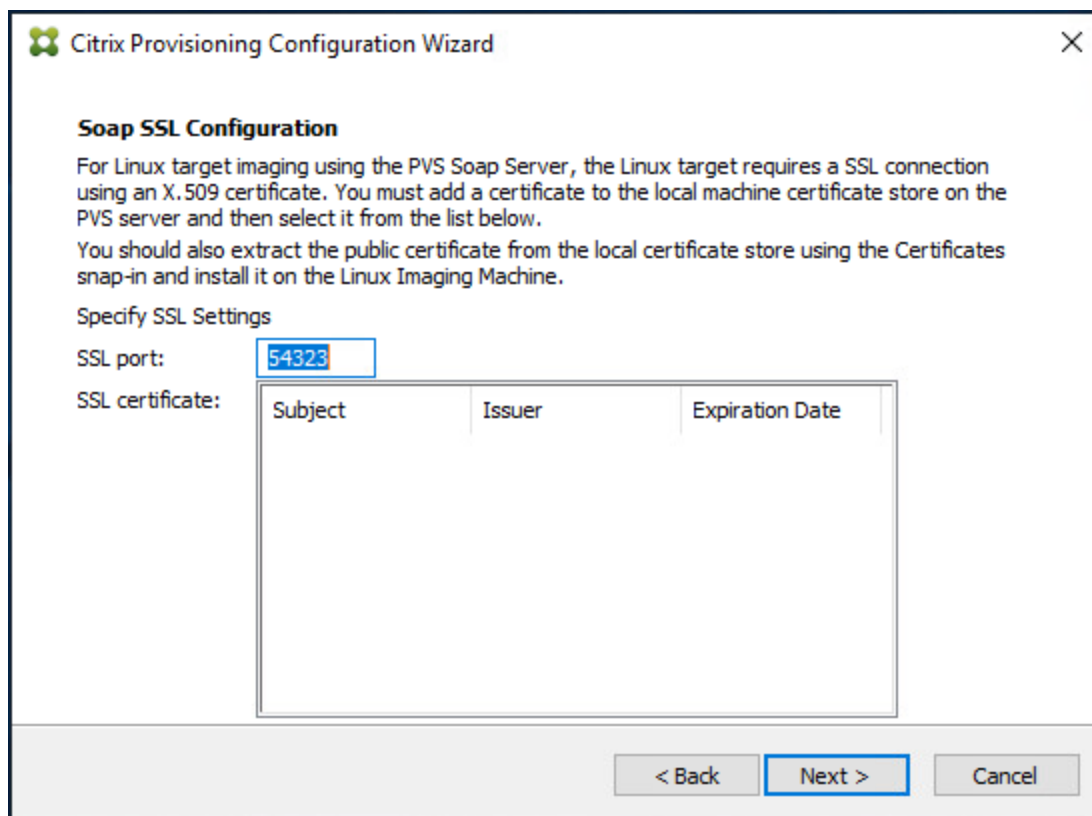 Citrix Provisioning Configuration Wizard
Soap SSL Configuration
For Linux target imaging using the PVS Soap Server, the Linux target requires a SSL connection
using an X.509 certificate. You must add a certificate to the local machine certificate store on the
PVS server and then select it from the list below.
You should also extract the public certificate from the local certificate store using the Certificates
snap-in and install it on the Linux Imaging Machine.
Specify SSL Settings
SSL port: 54323
SSL certificate: Subject Issuer Expiration Date
< Back Next > Cancel